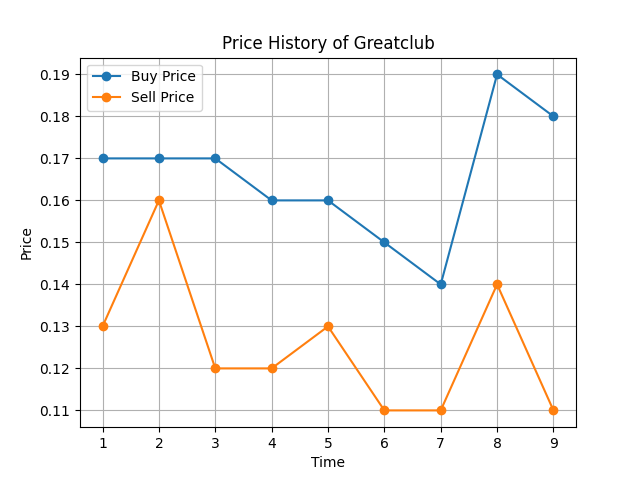 Price History of Greatclub
Buy Price
Sell Price
Price
0.19
0.18
0.17
0.16
0.15
0.14
0.13
0.12
0.11
1 2 3 4 5 6 7 8 9
Time